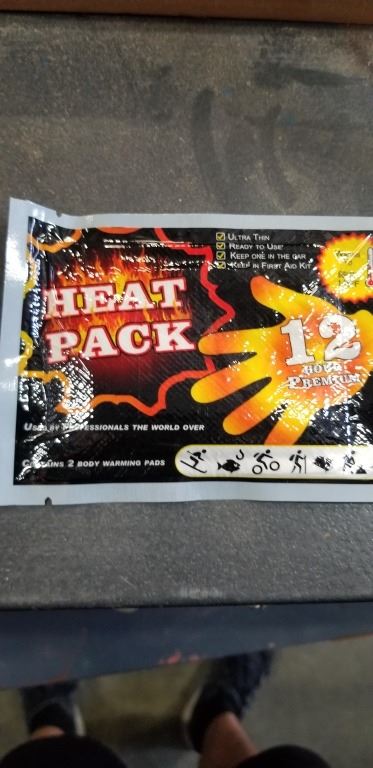 ULTRA THIN
READY TO USE
KEEP ONE IN THE CAR
KEEP IN FIRST AID KIT
HEAT
PACK
12
HOUR
PREMIUM
USED BY PROFESSIONALS THE WORLD OVER
CONTAINS 2 BODY WARMING PADS